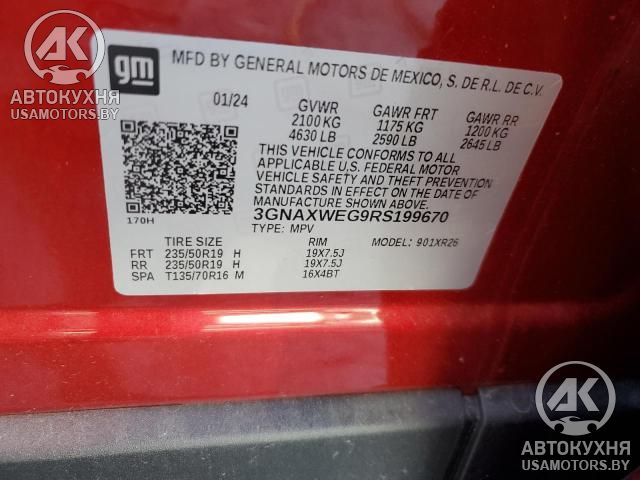 AK
АВТОКУХНЯ
USAMOTORS.BY
gm
MFD BY GENERAL MOTORS DE MEXICO, S. DE R.L. DE C.V.
01/24 GVWR GAWR FRT GAWR RR
2100 KG 1175 KG 1200 KG
4630 LB 2590 LB 2645 LB
THIS VEHICLE CONFORMS TO ALL
APPLICABLE U.S. FEDERAL MOTOR
VEHICLE SAFETY AND THEFT PREVENTION
STANDARDS IN EFFECT ON THE DATE OF
MANUFACTURE SHOWN ABOVE.
3GNAXWEG9RS199670
170H
TYPE: MPV MODEL: 901XR26
TIRE SIZE RIM
FRT 235/50R19 H 19X7.5J
RR 235/50R19 H 19X7.5J
SPA T135/70R16 M 16X4BT
AK
АВТОКУХНЯ
USAMOTORS.BY